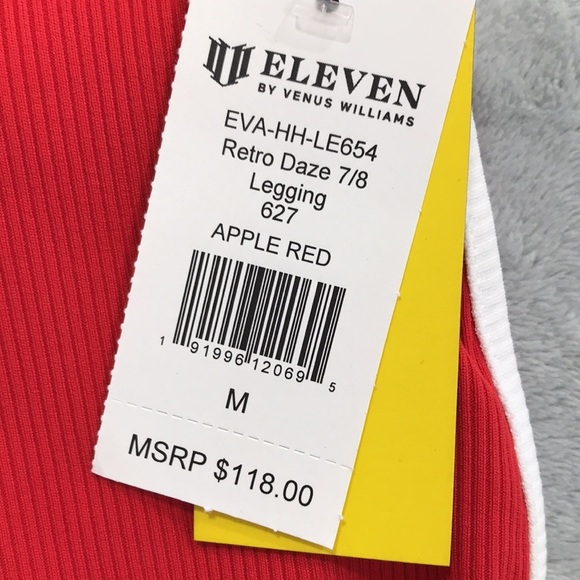 ELEVEN
BY VENUS WILLIAMS
EVA-HH-LE654
Retro Daze 7/8
Legging
627
APPLE RED
1 91996 12069 5
M
MSRP $118.00